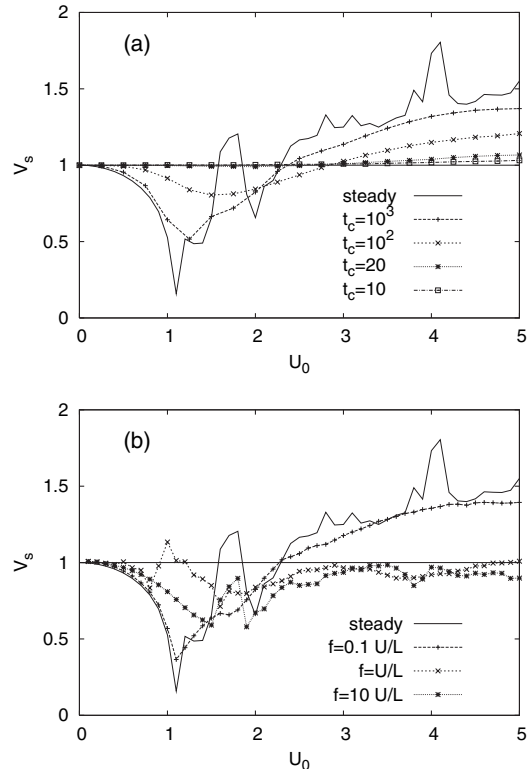 (a)
2
1.5
1
0.5
0
V_s
steady
t_c=10^3
t_c=10^2
t_c=20
t_c=10
0 1 2 3 4 5
U_0
(b)
2
1.5
1
0.5
0
V_s
steady
f=0.1 U/L
f=U/L
f=10 U/L
0 1 2 3 4 5
U_0